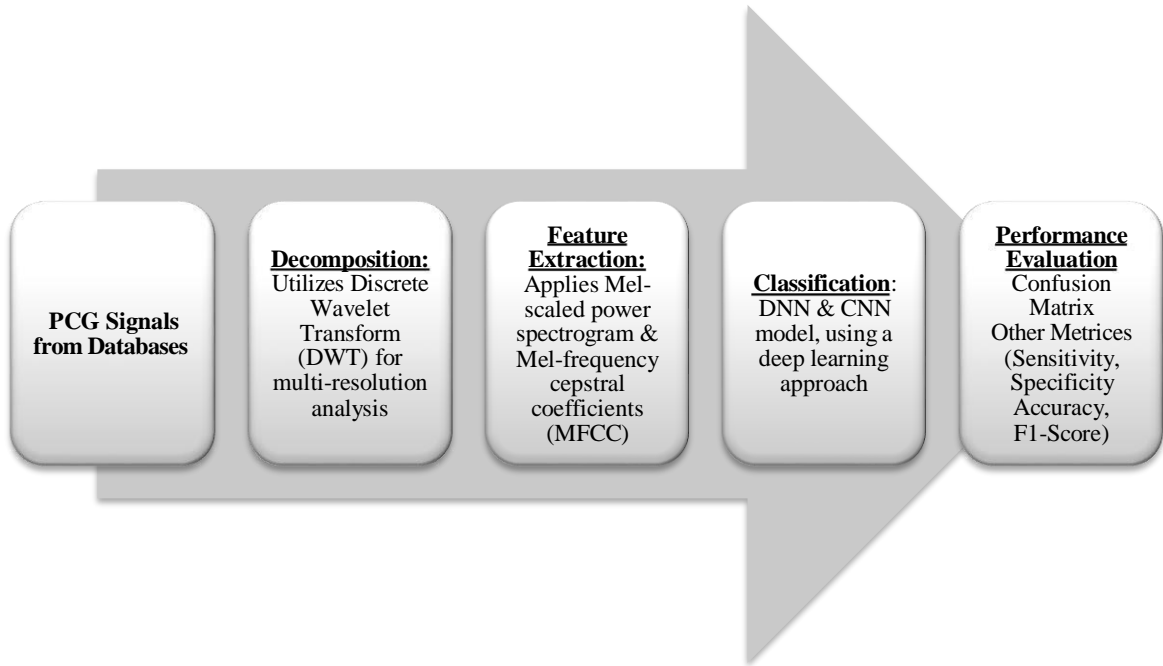 PCG Signals
from Databases
Decomposition:
Utilizes Discrete
Wavelet
Transform
(DWT) for
multi-resolution
analysis
Feature
Extraction:
Applies Mel-
scaled power
spectrogram &
Mel-frequency
cepstral
coefficients
(MFCC)
Classification:
DNN & CNN
model, using a
deep learning
approach
Performance
Evaluation
Confusion
Matrix
Other Metrices
(Sensitivity,
Specificity
Accuracy,
F1-Score)